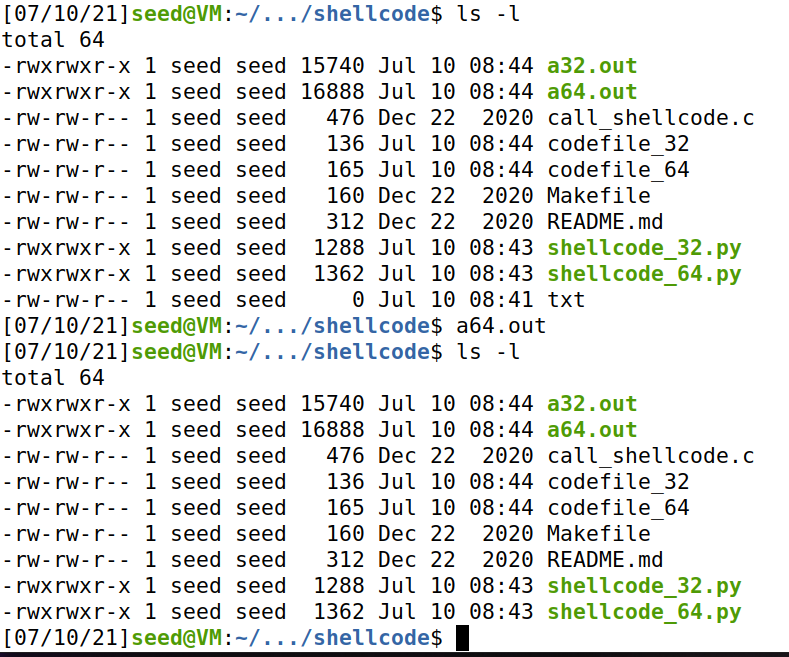 [07/10/21]seed@VM:~/.../shellcode$ ls -l
total 64
-rwxrwxr-x 1 seed seed 15740 Jul 10 08:44 a32.out
-rwxrwxr-x 1 seed seed 16888 Jul 10 08:44 a64.out
-rw-rw-r-- 1 seed seed   476 Dec 22  2020 call_shellcode.c
-rw-rw-r-- 1 seed seed   136 Jul 10 08:44 codefile_32
-rw-rw-r-- 1 seed seed   165 Jul 10 08:44 codefile_64
-rw-rw-r-- 1 seed seed   160 Dec 22  2020 Makefile
-rw-rw-r-- 1 seed seed   312 Dec 22  2020 README.md
-rwxrwxr-x 1 seed seed  1288 Jul 10 08:43 shellcode_32.py
-rwxrwxr-x 1 seed seed  1362 Jul 10 08:43 shellcode_64.py
-rw-rw-r-- 1 seed seed     0 Jul 10 08:41 txt
[07/10/21]seed@VM:~/.../shellcode$ a64.out
[07/10/21]seed@VM:~/.../shellcode$ ls -l
total 64
-rwxrwxr-x 1 seed seed 15740 Jul 10 08:44 a32.out
-rwxrwxr-x 1 seed seed 16888 Jul 10 08:44 a64.out
-rw-rw-r-- 1 seed seed   476 Dec 22  2020 call_shellcode.c
-rw-rw-r-- 1 seed seed   136 Jul 10 08:44 codefile_32
-rw-rw-r-- 1 seed seed   165 Jul 10 08:44 codefile_64
-rw-rw-r-- 1 seed seed   160 Dec 22  2020 Makefile
-rw-rw-r-- 1 seed seed   312 Dec 22  2020 README.md
-rwxrwxr-x 1 seed seed  1288 Jul 10 08:43 shellcode_32.py
-rwxrwxr-x 1 seed seed  1362 Jul 10 08:43 shellcode_64.py
[07/10/21]seed@VM:~/.../shellcode$